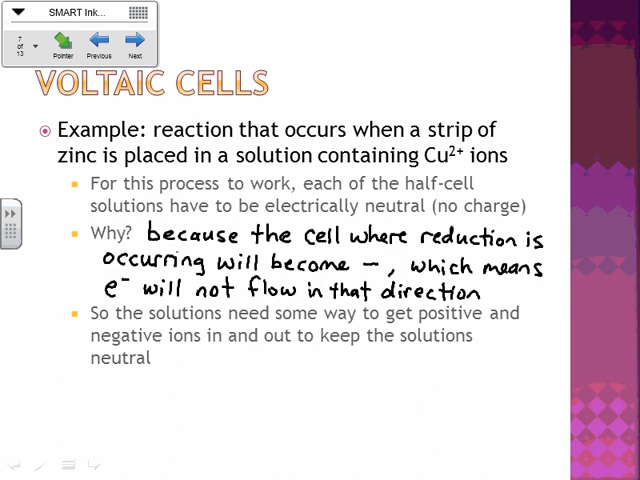 SMART Ink...
7
of
13
Pointer
Previous
Next
VOLTAIC CELLS
Example: reaction that occurs when a strip of
zinc is placed in a solution containing Cu²⁺ ions
For this process to work, each of the half-cell
solutions have to be electrically neutral (no charge)
Why? because the cell where reduction is
occurring will become –, which means
e⁻ will not flow in that direction
So the solutions need some way to get positive and
negative ions in and out to keep the solutions
neutral